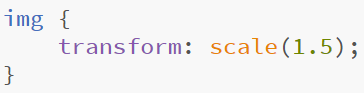 img {
    transform: scale(1.5);
}